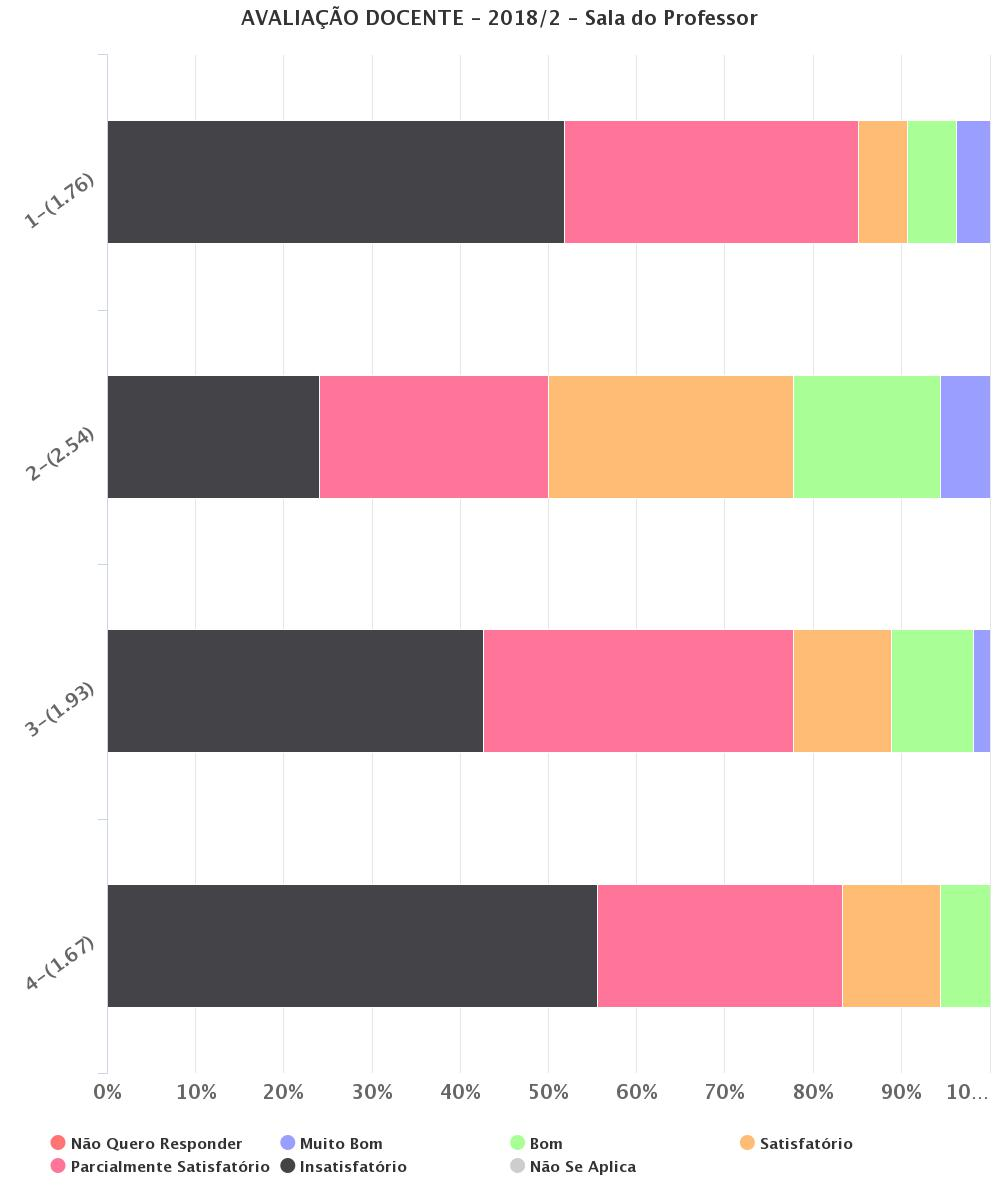 AVALIAÇÃO DOCENTE – 2018/2 – Sala do Professor
1–(1.76)
2–(2.54)
3–(1.93)
4–(1.67)
0% 10% 20% 30% 40% 50% 60% 70% 80% 90% 10…
Não Quero Responder Muito Bom Bom Satisfatório
Parcialmente Satisfatório Insatisfatório Não Se Aplica